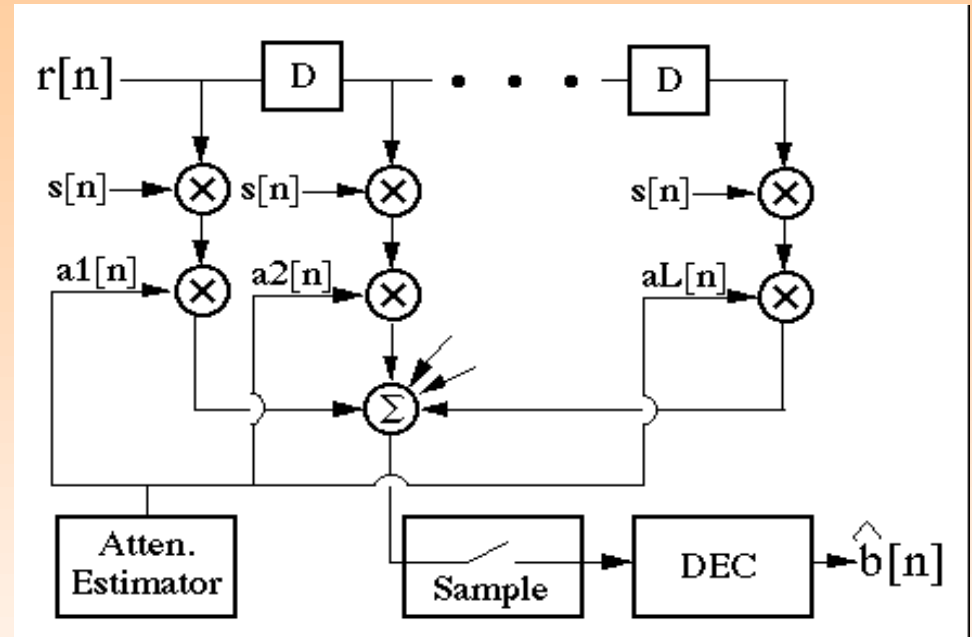 r[n]
D
D
s[n]
s[n]
s[n]
a1[n]
a2[n]
aL[n]
Σ
Atten.
Estimator
Sample
DEC
b̂[n]